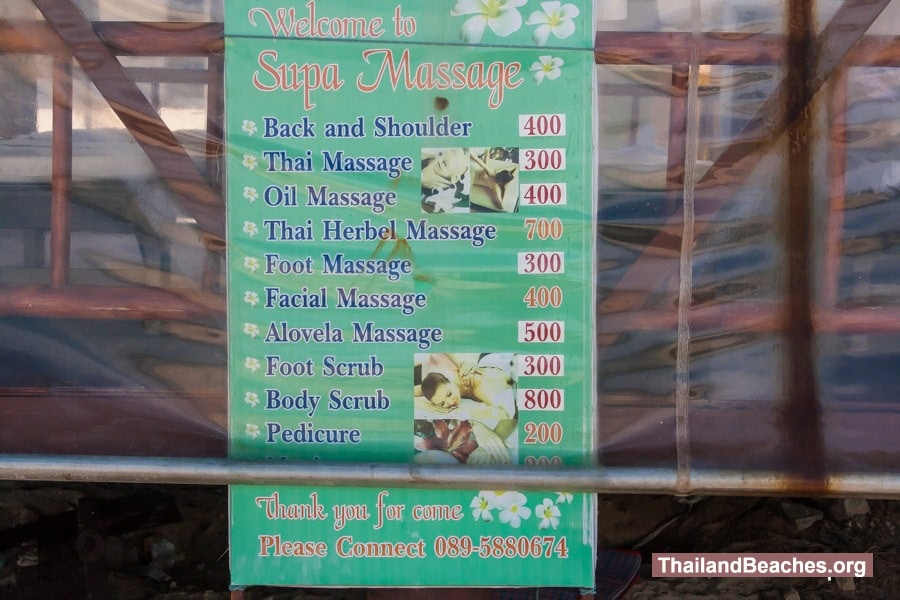 Welcome to
Supa Massage
Back and Shoulder 400
Thai Massage 300
Oil Massage 400
Thai Herbel Massage 700
Foot Massage 300
Facial Massage 400
Alovela Massage 500
Foot Scrub 300
Body Scrub 800
Pedicure 200
Thank you for come
Please Connect 089-5880674
ThailandBeaches.org